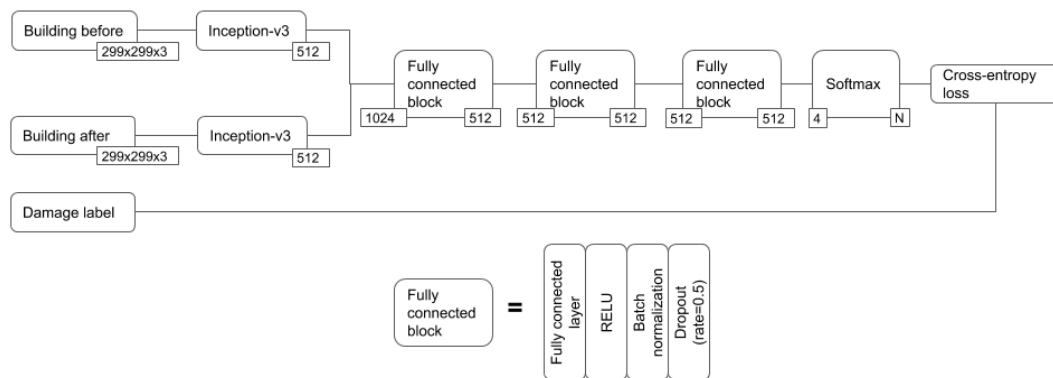 Building before
299x299x3
Inception-v3
512
Building after
299x299x3
Inception-v3
512
Fully
connected
block
1024
512
Fully
connected
block
512
512
Fully
connected
block
512
512
Softmax
4
N
Cross-entropy
loss
Damage label
Fully
connected
block
=
Fully connected
layer
RELU
Batch
normalization
Dropout
(rate=0.5)